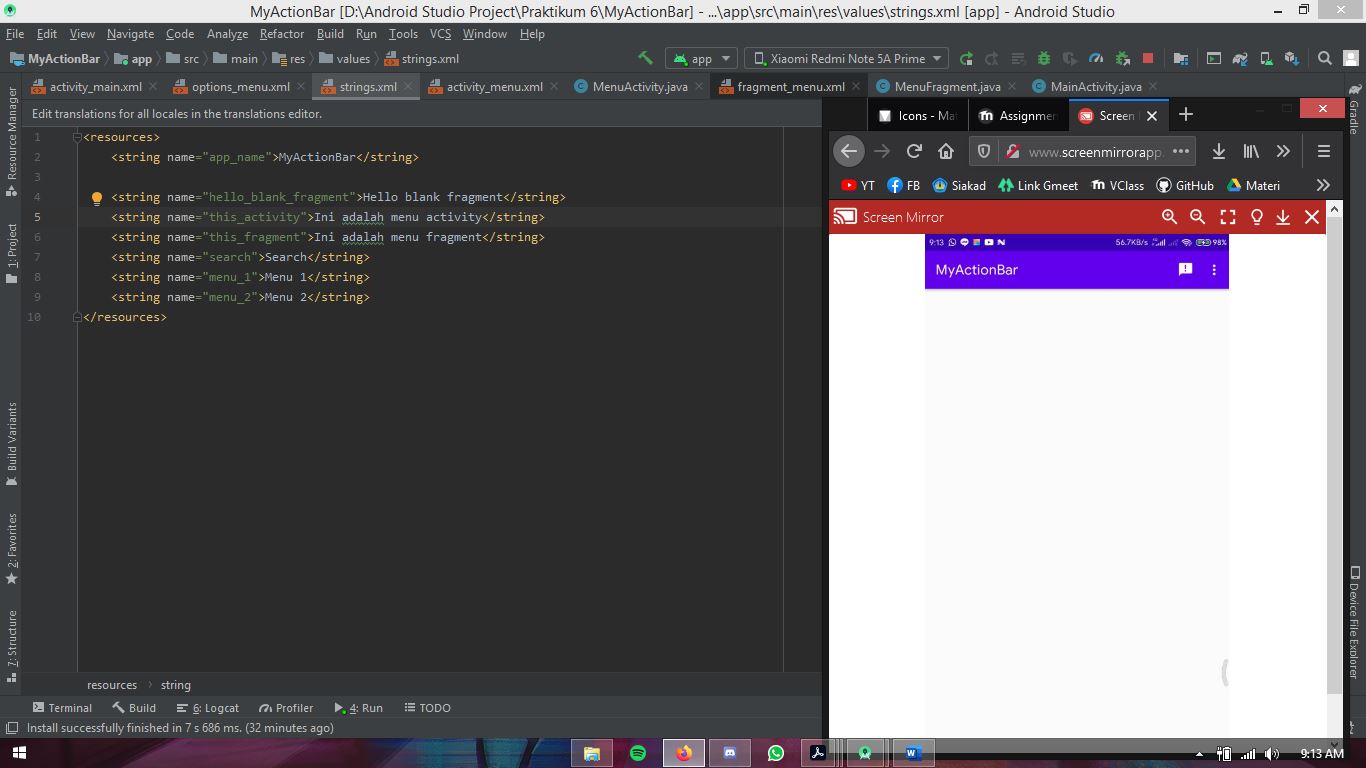 MyActionBar [D:\Android Studio Project\Praktikum 6\MyActionBar] - ...\app\src\main\res\values\strings.xml [app] - Android Studio
File Edit View Navigate Code Analyze Refactor Build Run Tools VCS Window Help
MyActionBar app src main res values strings.xml app Xiaomi Redmi Note 5A Prime
activity_main.xml options_menu.xml strings.xml activity_menu.xml MenuActivity.java fragment_menu.xml MenuFragment.java MainActivity.java
Edit translations for all locales in the translations editor.
1 <resources>
2 <string name="app_name">MyActionBar</string>
3
4 <string name="hello_blank_fragment">Hello blank fragment</string>
5 <string name="this_activity">Ini adalah menu activity</string>
6 <string name="this_fragment">Ini adalah menu fragment</string>
7 <string name="search">Search</string>
8 <string name="menu_1">Menu 1</string>
9 <string name="menu_2">Menu 2</string>
10 </resources>
Resource Manager
1: Project
Build Variants
2: Favorites
7: Structure
Gradle
Device File Explorer
Icons - Ma Assignmen Screen
www.screenmirrorapp.
YT FB Siakad Link Gmeet VClass GitHub Materi
Screen Mirror
9:13 56.7KB/s 98%
MyActionBar
resources string
Terminal Build 6: Logcat Profiler 4: Run TODO
Install successfully finished in 7 s 686 ms. (32 minutes ago)
9:13 AM